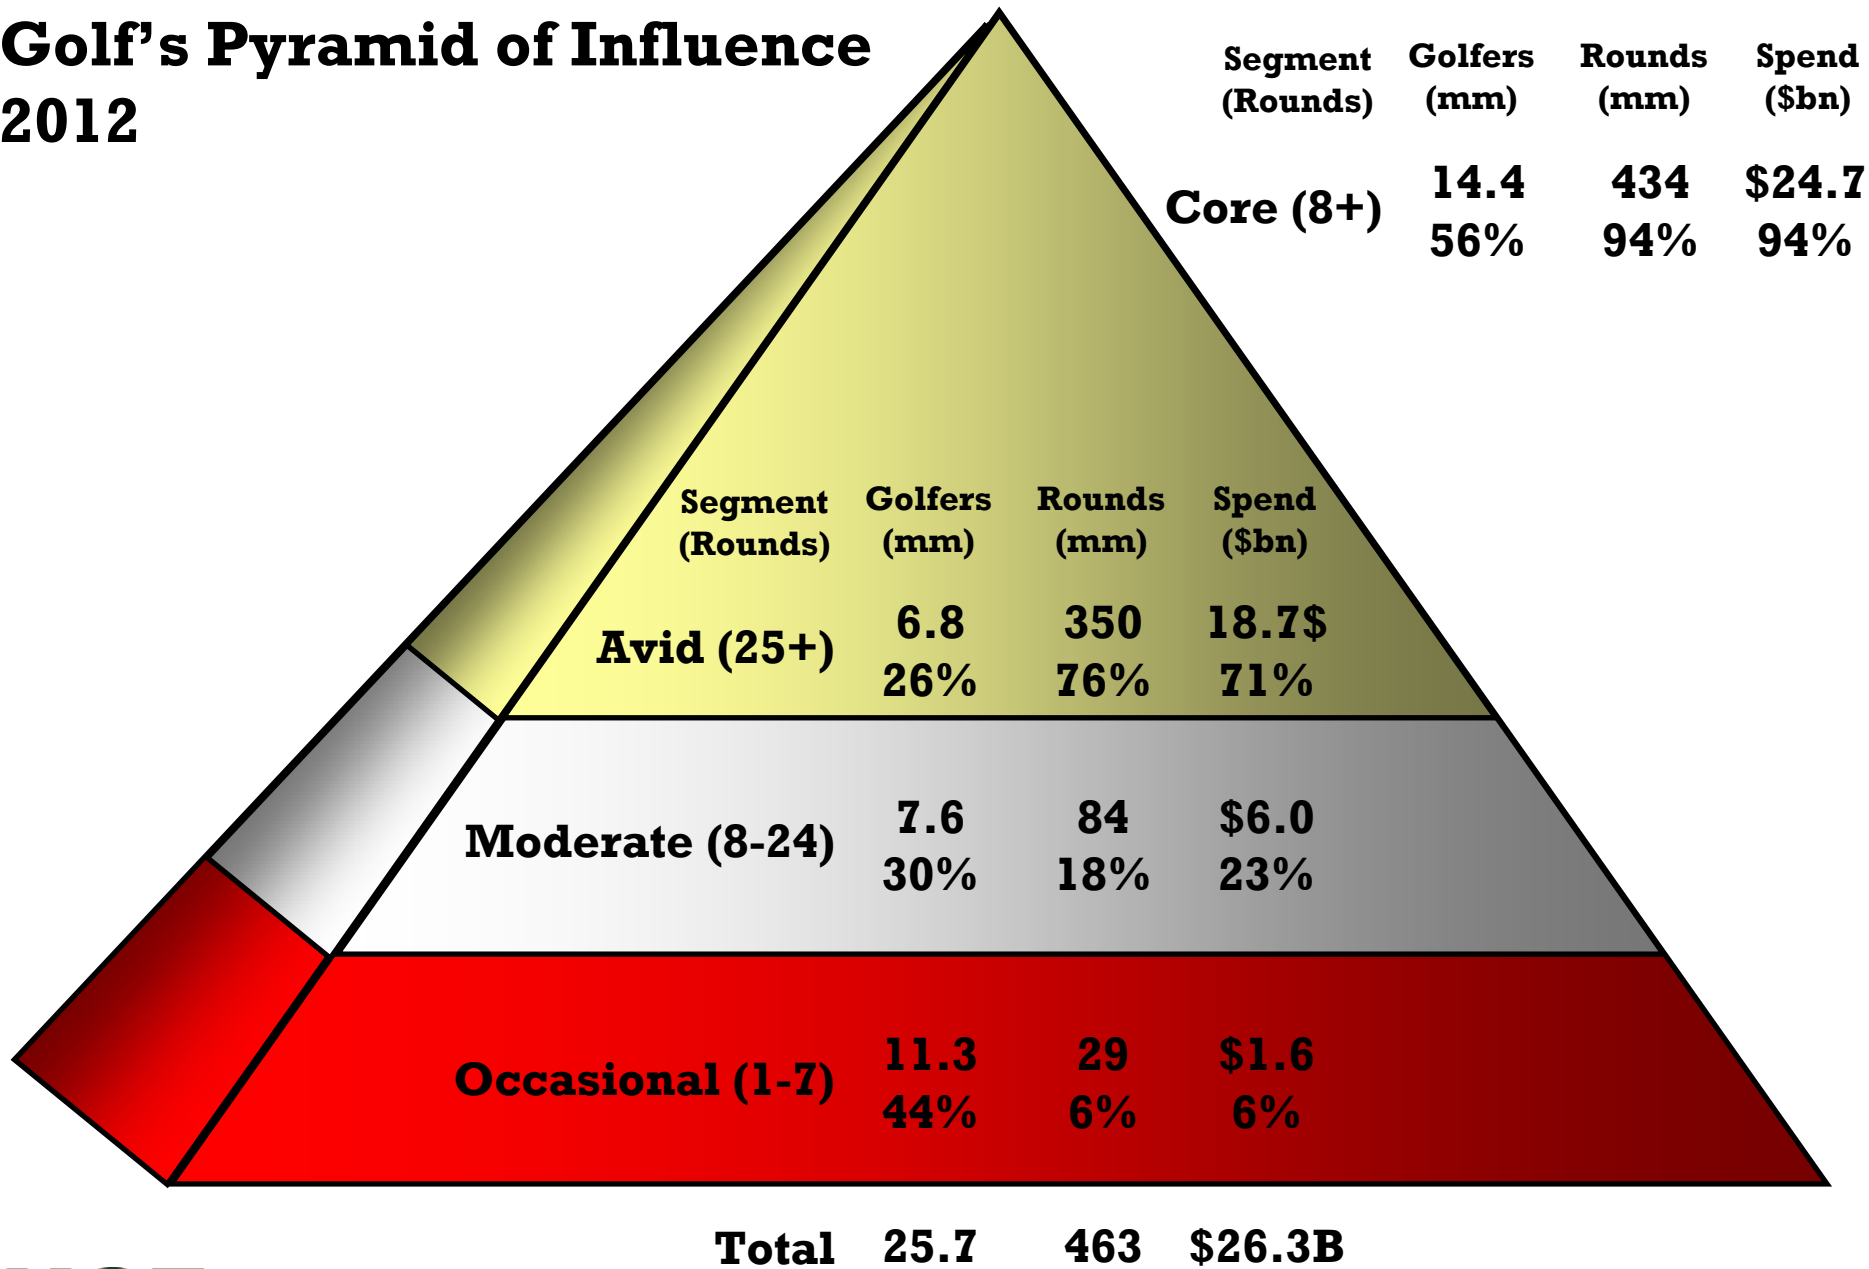 Golf's Pyramid of Influence
2012
Segment Golfers Rounds Spend
(Rounds) (mm) (mm) ($bn)
14.4 434 $24.7
Core (8+)
56% 94% 94%
Segment Golfers Rounds Spend
(Rounds) (mm) (mm) ($bn)
6.8 350 18.7$
Avid (25+)
26% 76% 71%
7.6 84 $6.0
Moderate (8-24)
30% 18% 23%
11.3 29 $1.6
Occasional (1-7)
44% 6% 6%
Total 25.7 463 $26.3B